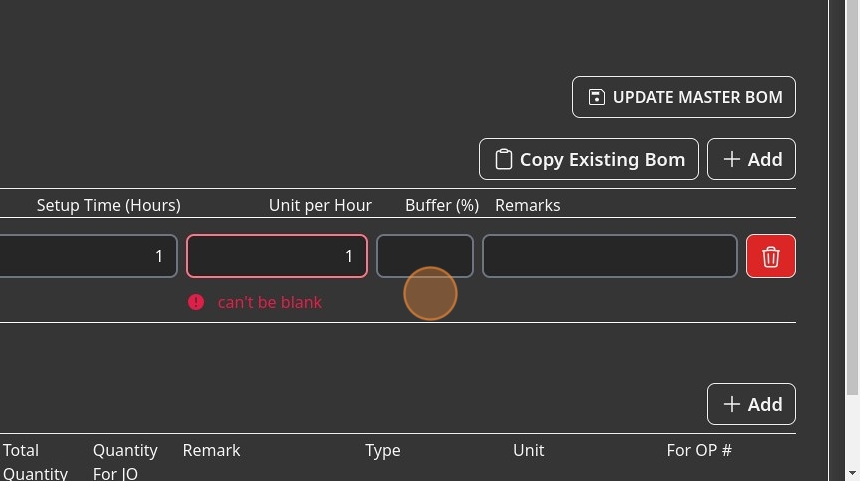 UPDATE MASTER BOM
Copy Existing Bom
Add
Setup Time (Hours) Unit per Hour Buffer (%) Remarks
1 1
can't be blank
Add
Total Quantity Remark Type Unit For OP #
Quantity For JO